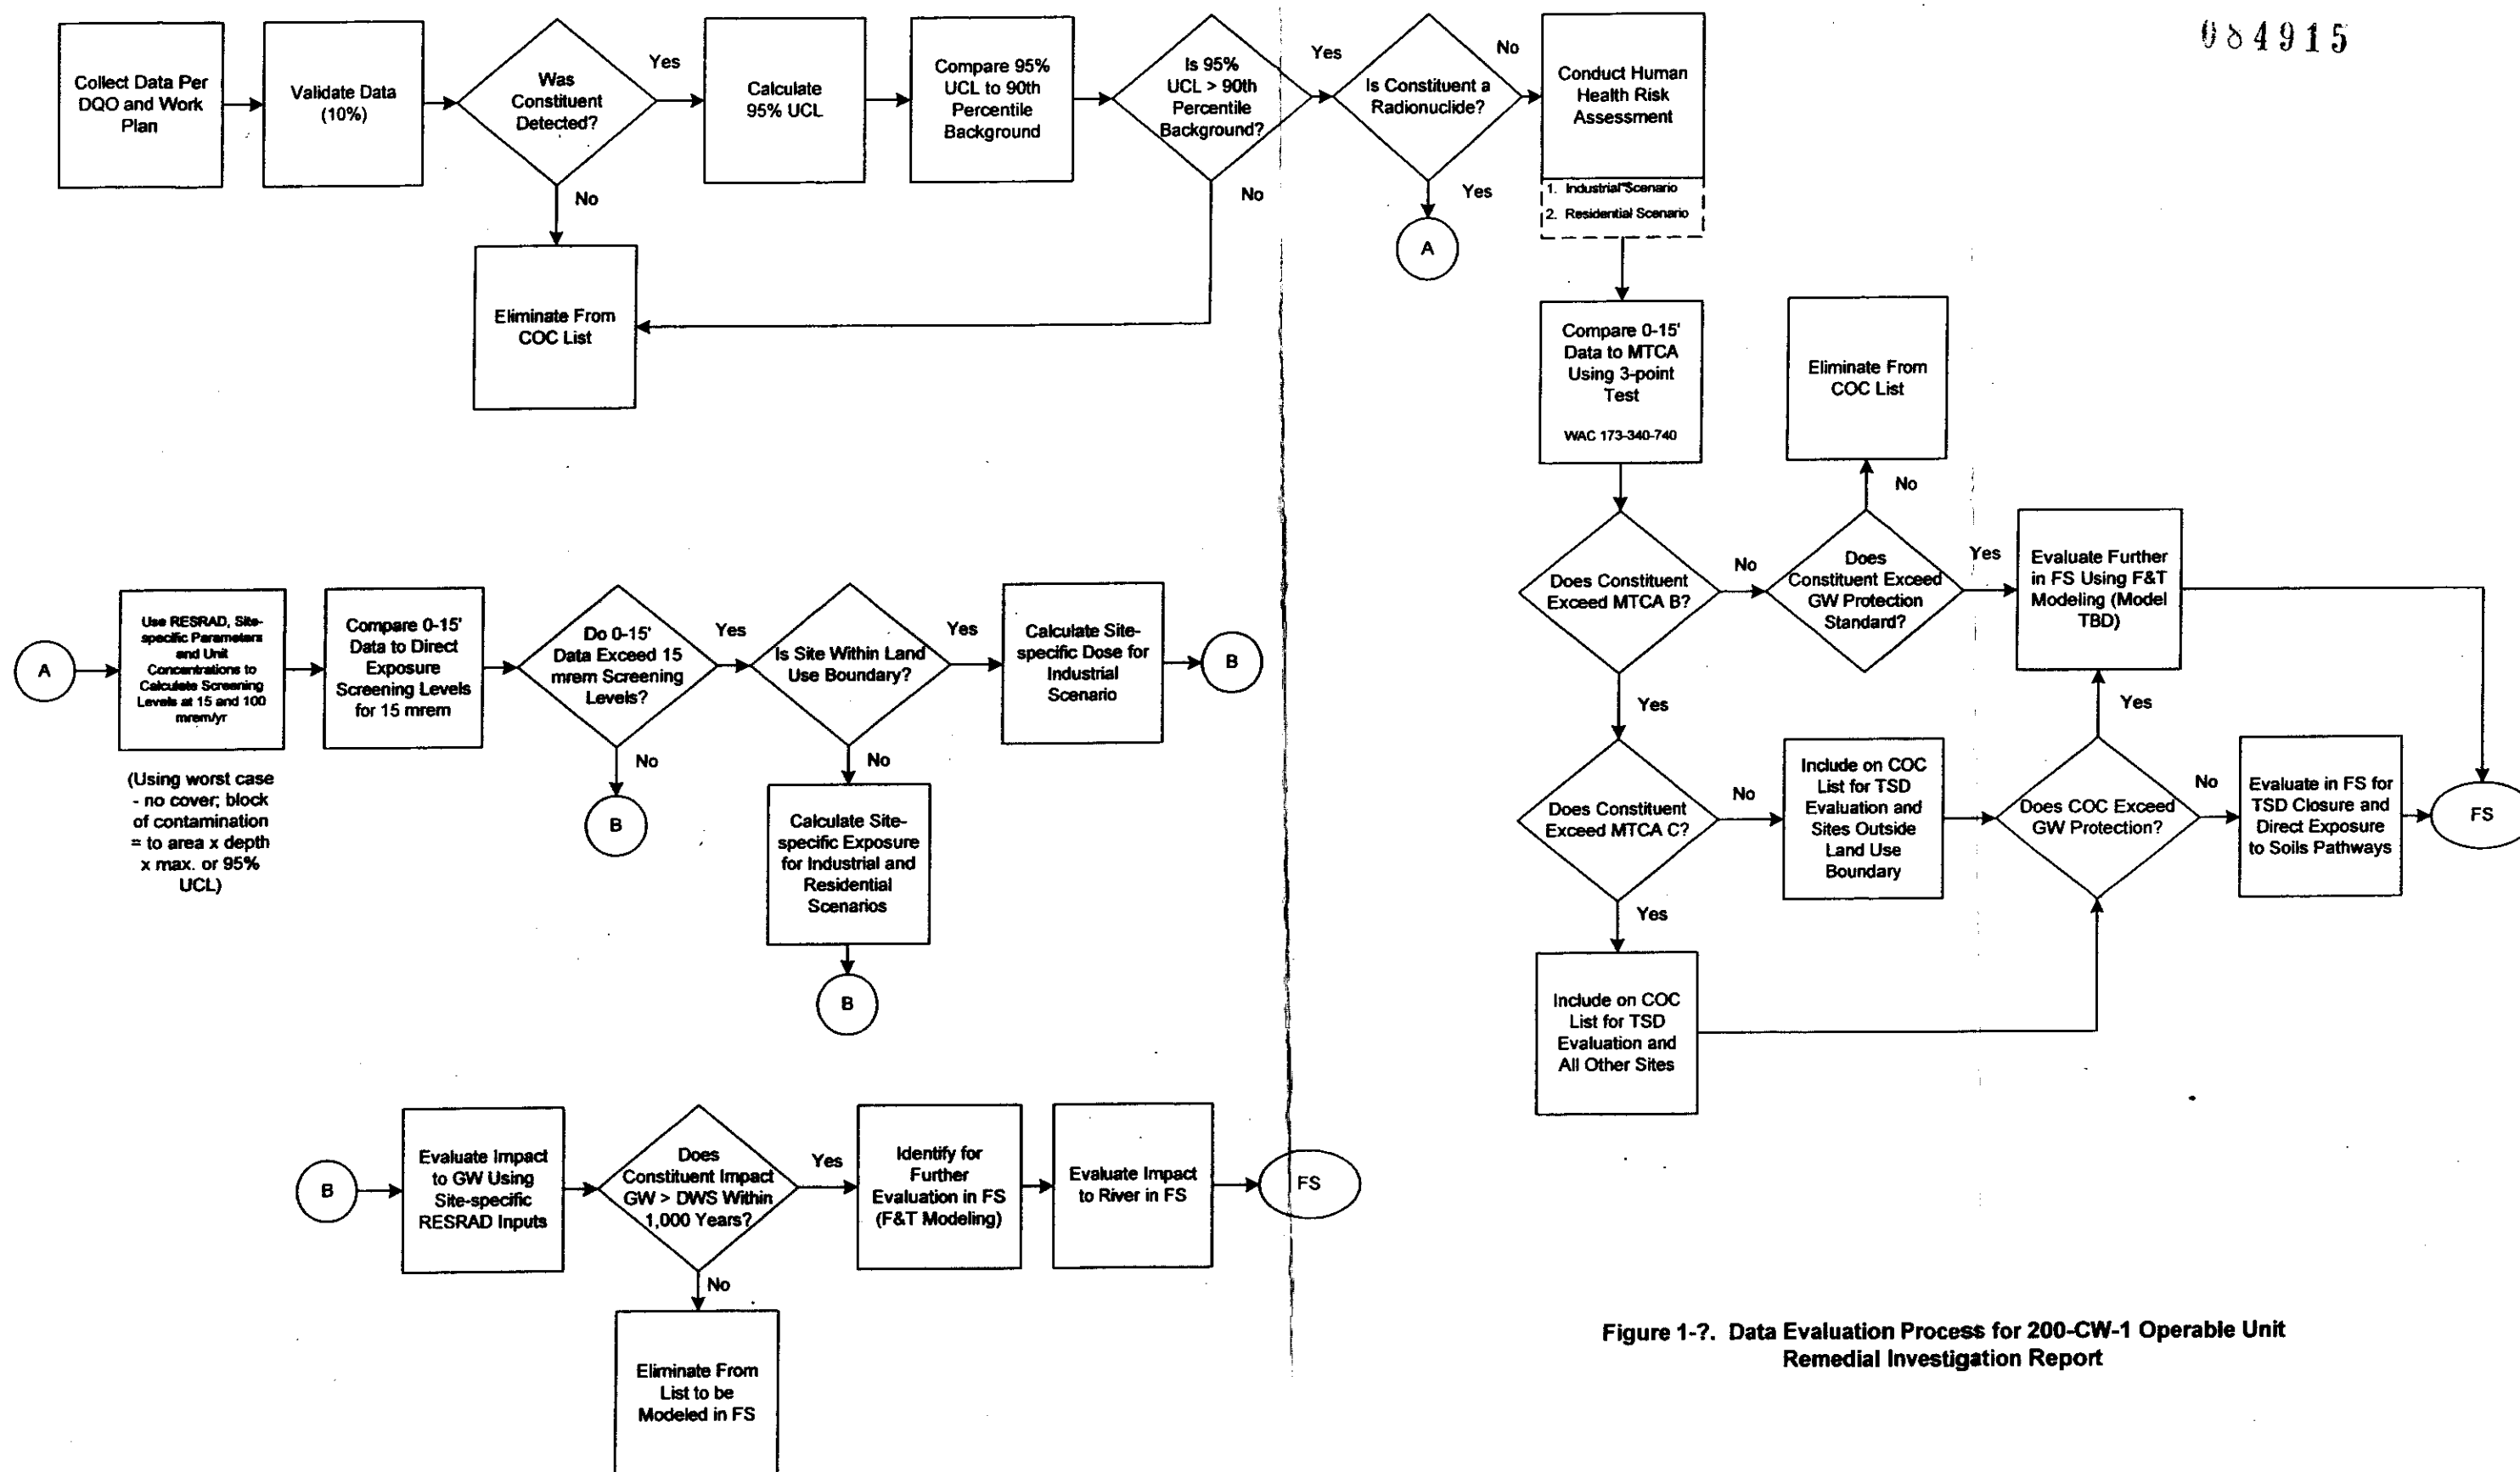 084915
Collect Data Per
DQO and Work
Plan
Validate Data
(10%)
Was
Constituent
Detected?
Yes
No
Calculate
95% UCL
Compare 95%
UCL to 90th
Percentile
Background
Is 95%
UCL > 90th
Percentile
Background?
Yes
No
Is Constituent a
Radionuclide?
No
Yes
A
Conduct Human
Health Risk
Assessment
1. Industrial Scenario
2. Residential Scenario
Eliminate From
COC List
Compare 0-15'
Data to MTCA
Using 3-point
Test
WAC 173-340-740
Eliminate From
COC List
No
Does Constituent
Exceed MTCA B?
No
Yes
Does
Constituent Exceed
GW Protection
Standard?
Yes
Evaluate Further
in FS Using F&T
Modeling (Model
TBD)
Yes
Does Constituent
Exceed MTCA C?
No
Yes
Include on COC
List for TSD
Evaluation and
Sites Outside
Land Use
Boundary
Does COC Exceed
GW Protection?
No
Evaluate in FS for
TSD Closure and
Direct Exposure
to Soils Pathways
FS
Include on COC
List for TSD
Evaluation and
All Other Sites
A
Use RESRAD, Site-
specific Parameters
and Unit
Concentrations to
Calculate Screening
Levels at 15 and 100
mrem/yr
(Using worst case
- no cover; block
of contamination
= to area x depth
x max. or 95%
UCL)
Compare 0-15'
Data to Direct
Exposure
Screening Levels
for 15 mrem
Do 0-15'
Data Exceed 15
mrem Screening
Levels?
Yes
No
B
Is Site Within Land
Use Boundary?
Yes
No
Calculate Site-
specific Dose for
Industrial
Scenario
B
Calculate Site-
specific Exposure
for Industrial and
Residential
Scenarios
B
B
Evaluate Impact
to GW Using
Site-specific
RESRAD Inputs
Does
Constituent Impact
GW > DWS Within
1,000 Years?
Yes
No
Identify for
Further
Evaluation in FS
(F&T Modeling)
Evaluate Impact
to River in FS
FS
Eliminate From
List to be
Modeled in FS
Figure 1-?. Data Evaluation Process for 200-CW-1 Operable Unit
Remedial Investigation Report